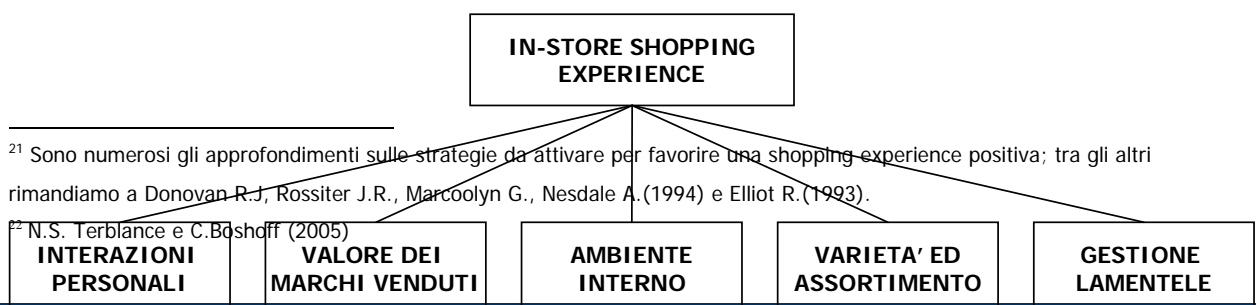 IN-STORE SHOPPING
EXPERIENCE
21 Sono numerosi gli approfondimenti sulle strategie da attivare per favorire una shopping experience positiva; tra gli altri
rimandiamo a Donovan R.J, Rossiter J.R., Marcoolyn G., Nesdale A.(1994) e Elliot R.(1993).
22 N.S. Terblance e C.Boshoff (2005)
INTERAZIONI
PERSONALI
VALORE DEI
MARCHI VENDUTI
AMBIENTE
INTERNO
VARIETA' ED
ASSORTIMENTO
GESTIONE
LAMENTELE